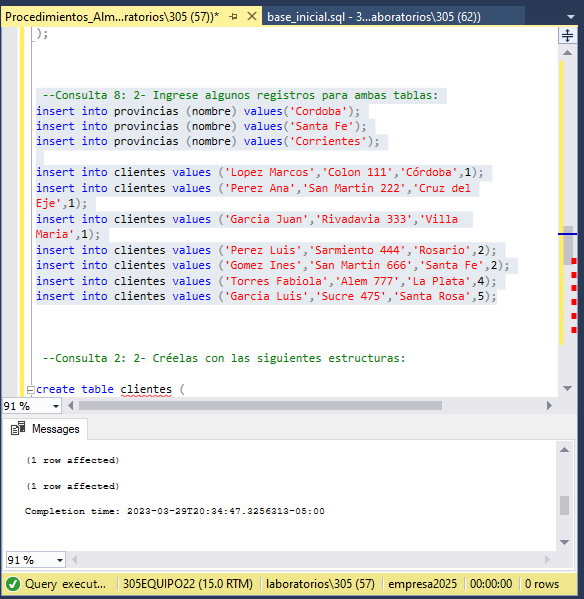 Procedimientos_Alm...ratorios\305 (57))*
base_inicial.sql - 3...aboratorios\305 (62))
);
--Consulta 8: 2- Ingrese algunos registros para ambas tablas:
insert into provincias (nombre) values('Cordoba');
insert into provincias (nombre) values('Santa Fe');
insert into provincias (nombre) values('Corrientes');
insert into clientes values ('Lopez Marcos','Colon 111','Córdoba',1);
insert into clientes values ('Perez Ana','San Martin 222','Cruz del
Eje',1);
insert into clientes values ('Garcia Juan','Rivadavia 333','Villa
Maria',1);
insert into clientes values ('Perez Luis','Sarmiento 444','Rosario',2);
insert into clientes values ('Gomez Ines','San Martin 666','Santa Fe',2);
insert into clientes values ('Torres Fabiola','Alem 777','La Plata',4);
insert into clientes values ('Garcia Luis','Sucre 475','Santa Rosa',5);
--Consulta 2: 2- Créelas con las siguientes estructuras:
create table clientes (
91 %
Messages
(1 row affected)
(1 row affected)
Completion time: 2023-03-29T20:34:47.3256313-05:00
91 %
Query execut...
305EQUIPO22 (15.0 RTM)
laboratorios\305 (57)
empresa2025
00:00:00
0 rows